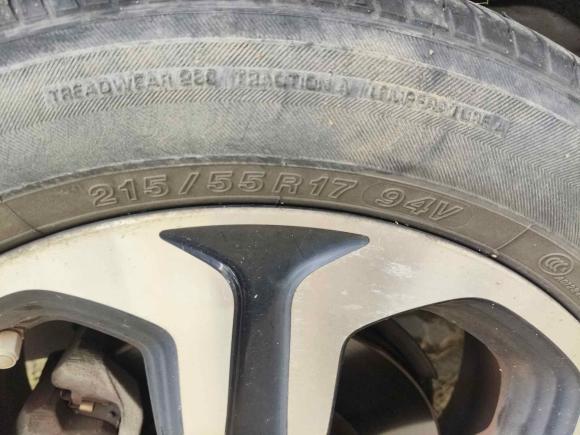 TREADWEAR 280 TRACTION A TEMPERATURE A
215/55R17 94V